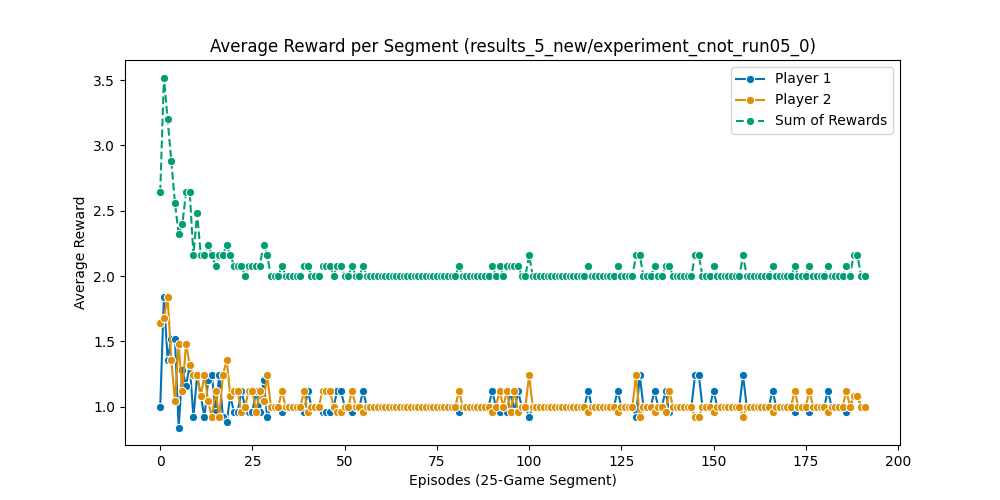 Average Reward per Segment (results_5_new/experiment_cnot_run05_0)
Player 1
Player 2
Sum of Rewards
Average Reward
3.5
3.0
2.5
2.0
1.5
1.0
0 25 50 75 100 125 150 175 200
Episodes (25-Game Segment)